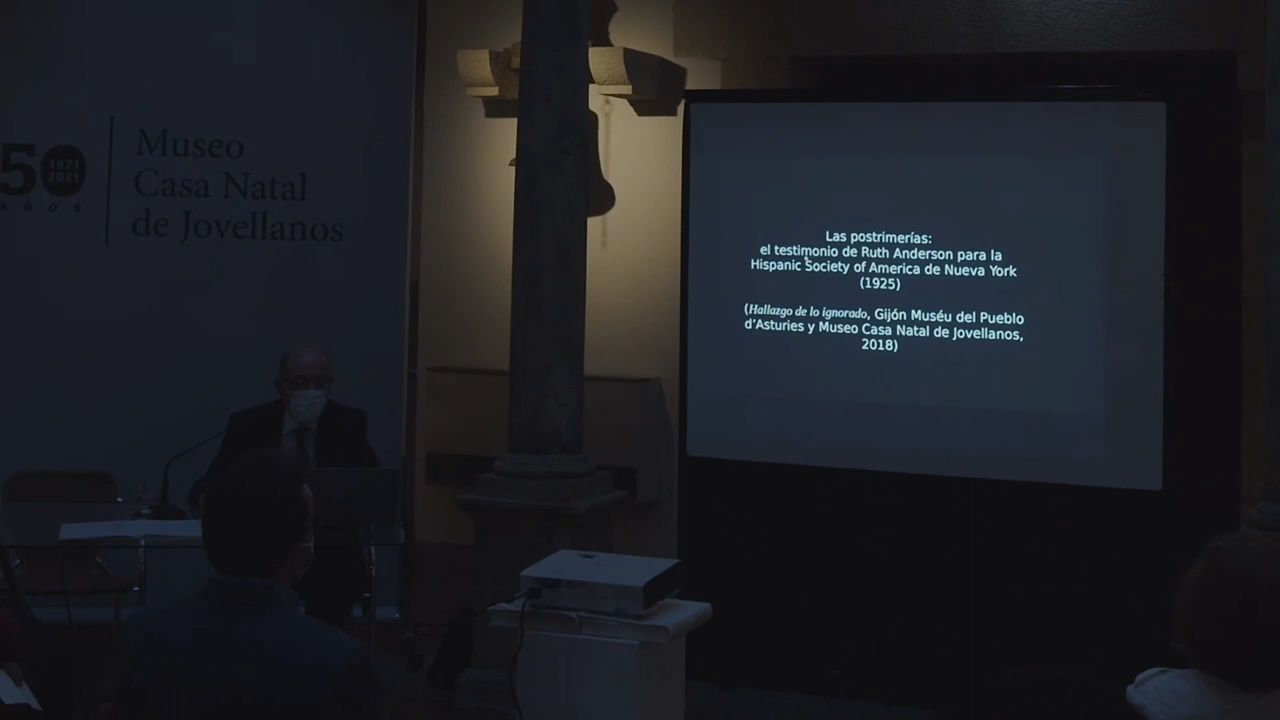 50
1971
2021
AÑOS
Museo
Casa Natal
de Jovellanos
Las postrimerías:
el testimonio de Ruth Anderson para la
Hispanic Society of America de Nueva York
(1925)
(Hallazgo de lo ignorado, Gijón Muséu del Pueblo
d'Asturies y Museo Casa Natal de Jovellanos,
2018)